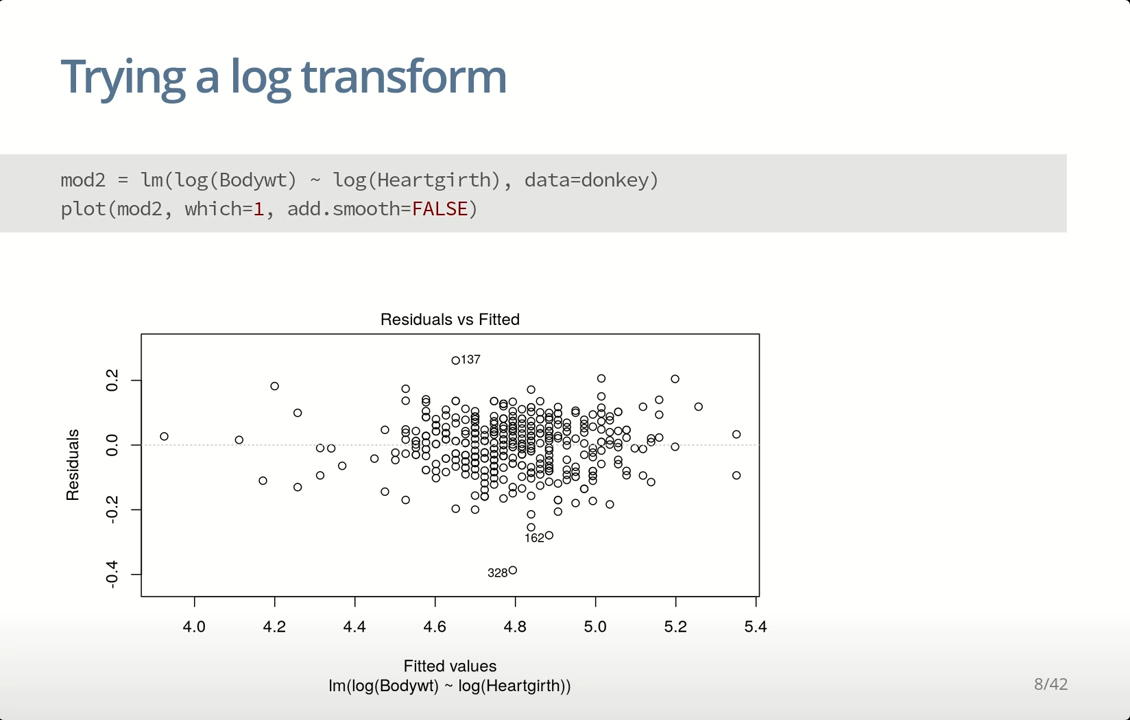 Trying a log transform
mod2 = lm(log(Bodywt) ~ log(Heartgirth), data=donkey)
plot(mod2, which=1, add.smooth=FALSE)
Residuals vs Fitted
Residuals
0.2
0.0
-0.2
-0.4
137
162
328
4.0 4.2 4.4 4.6 4.8 5.0 5.2 5.4
Fitted values
lm(log(Bodywt) ~ log(Heartgirth))
8/42